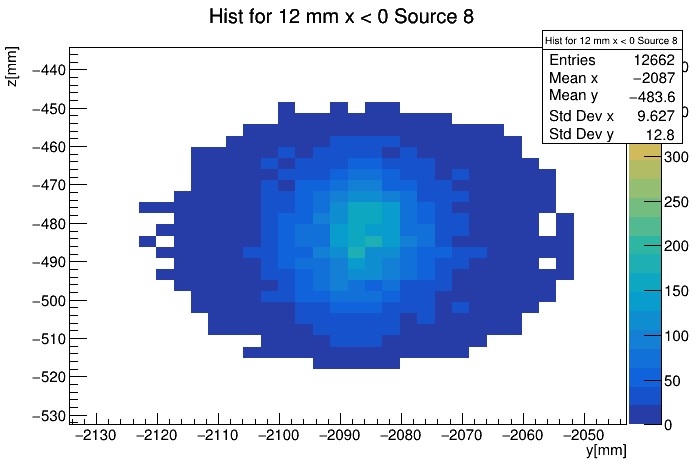 Hist for 12 mm x < 0 Source 8
Hist for 12 mm x < 0 Source 8
Entries 12662
Mean x −2087
Mean y −483.6
Std Dev x 9.627
Std Dev y 12.8
z[mm]
−440
−450
−460
−470
−480
−490
−500
−510
−520
−530
300
250
200
150
100
50
0
−2130 −2120 −2110 −2100 −2090 −2080 −2070 −2060 −2050
y[mm]